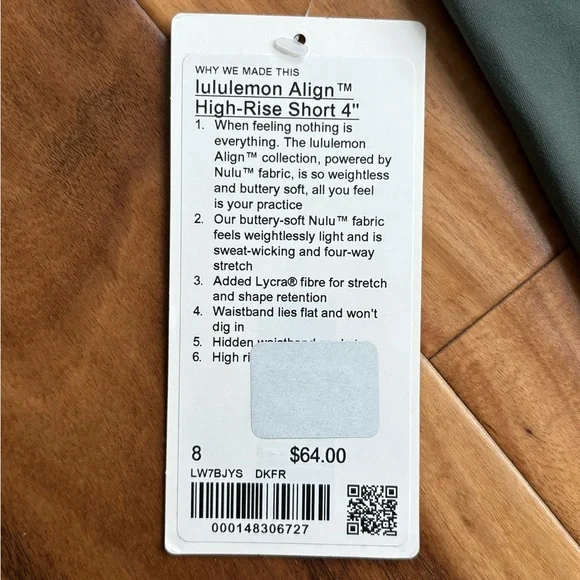 WHY WE MADE THIS
lululemon Align™
High-Rise Short 4"
1. When feeling nothing is
everything. The lululemon
Align™ collection, powered by
Nulu™ fabric, is so weightless
and buttery soft, all you feel
is your practice
2. Our buttery-soft Nulu™ fabric
feels weightlessly light and is
sweat-wicking and four-way
stretch
3. Added Lycra® fibre for stretch
and shape retention
4. Waistband lies flat and won't
dig in
5. Hidden
6. High
8 $64.00
LW7BJYS DKFR
000148306727